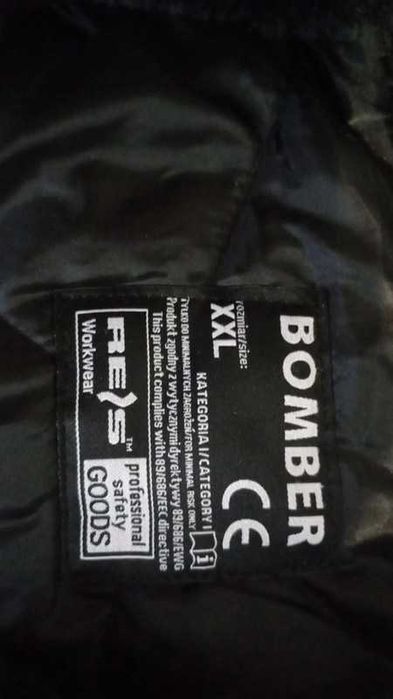 BOMBER
rozmiar/size:
XXL
CE
KATEGORIA I/CATEGORY I
i
TYLKO DO MINIMALNYCH ZAGROŻEŃ/FOR MINIMAL RISK ONLY
Produkt zgodny z wytycznymi dyrektywy 89/686/EWG
This product complies with 89/686/EEC directive
REIS™
Workwear
professional
safety
GOODS